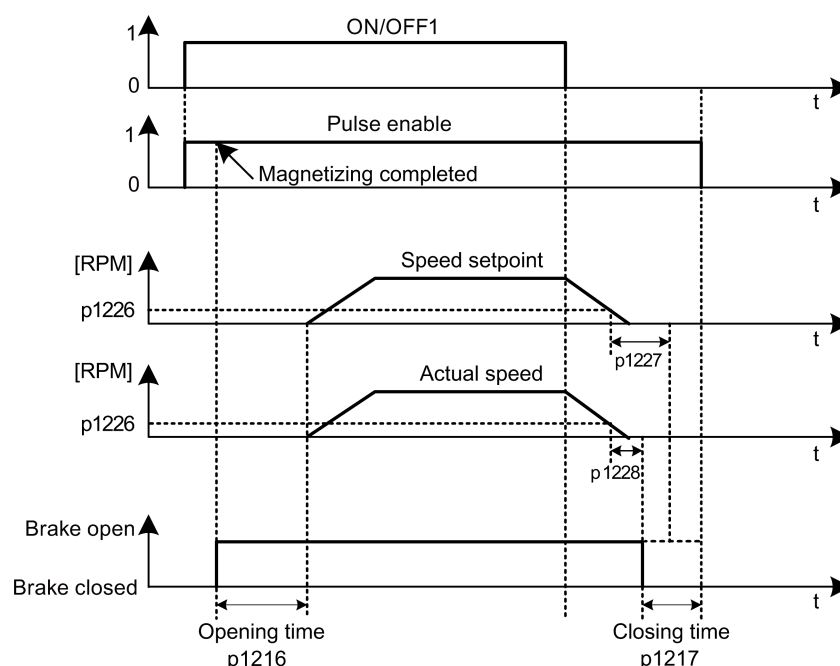 ON/OFF1
1
0
t
Pulse enable
1
0
Magnetizing completed
t
[RPM]
Speed setpoint
p1226
t
p1227
[RPM]
Actual speed
p1226
t
p1228
Brake open
Brake closed
t
Opening time
p1216
Closing time
p1217